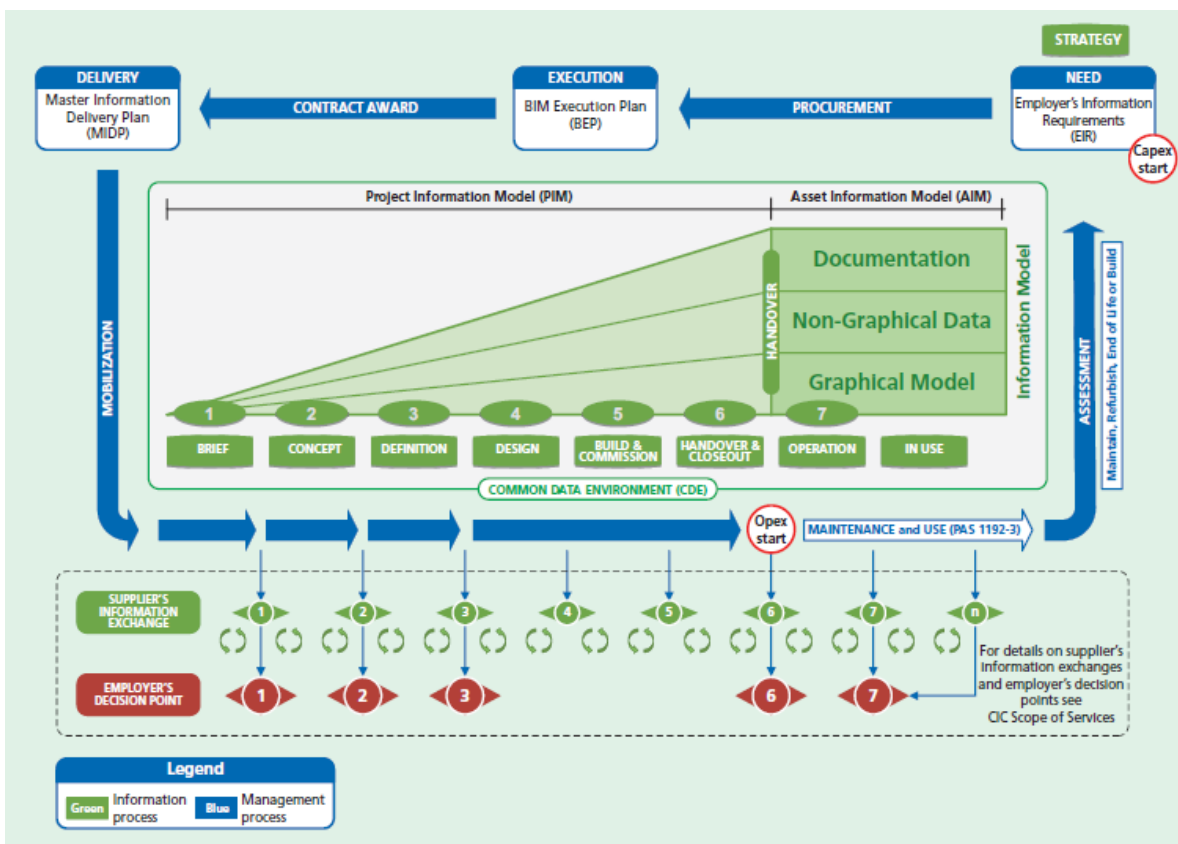 STRATEGY
DELIVERY
Master Information
Delivery Plan
(MIDP)
CONTRACT AWARD
EXECUTION
BIM Execution Plan
(BEP)
PROCUREMENT
NEED
Employer's Information
Requirements
(EIR)
Capex
start
Project Information Model (PIM)
Asset Information Model (AIM)
Documentation
Non-Graphical Data
Graphical Model
HANDOVER
Information Model
MOBILIZATION
ASSESSMENT
Maintain, Refurbish, End of Life or Build
1
2
3
4
5
6
7
BRIEF
CONCEPT
DEFINITION
DESIGN
BUILD &
COMMISSION
HANDOVER &
CLOSEOUT
OPERATION
IN USE
COMMON DATA ENVIRONMENT (CDE)
Opex
start
MAINTENANCE and USE (PAS 1192-3)
SUPPLIER'S
INFORMATION
EXCHANGE
1
2
3
4
5
6
7
n
For details on supplier's
information exchanges
and employer's decision
points see
CIC Scope of Services
EMPLOYER'S
DECISION POINT
1
2
3
6
7
Legend
Green
Information
process
Blue
Management
process